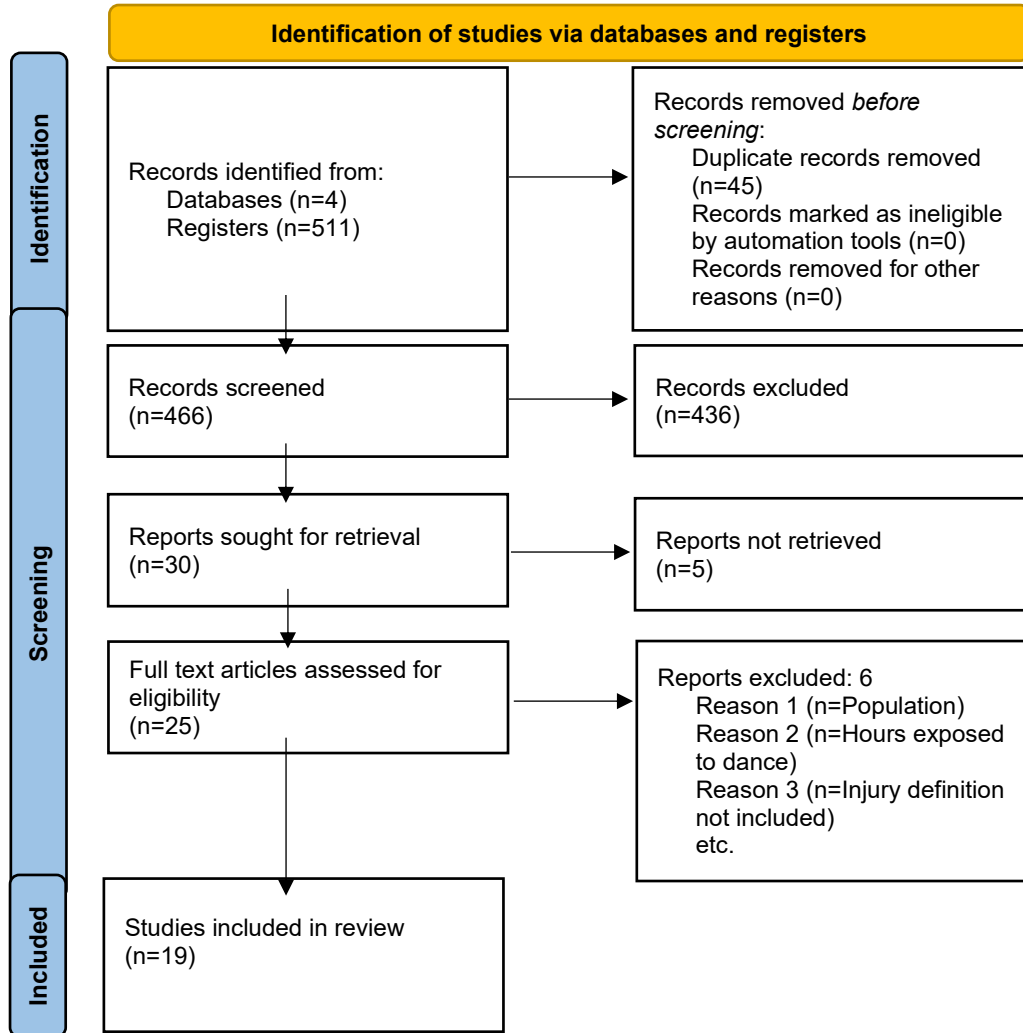 Identification of studies via databases and registers
Identification
Records identified from:
Databases (n=4)
Registers (n=511)
Records removed before
screening:
Duplicate records removed
(n=45)
Records marked as ineligible
by automation tools (n=0)
Records removed for other
reasons (n=0)
Screening
Records screened
(n=466)
Records excluded
(n=436)
Reports sought for retrieval
(n=30)
Reports not retrieved
(n=5)
Full text articles assessed for
eligibility
(n=25)
Reports excluded: 6
Reason 1 (n=Population)
Reason 2 (n=Hours exposed
to dance)
Reason 3 (n=Injury definition
not included)
etc.
Included
Studies included in review
(n=19)